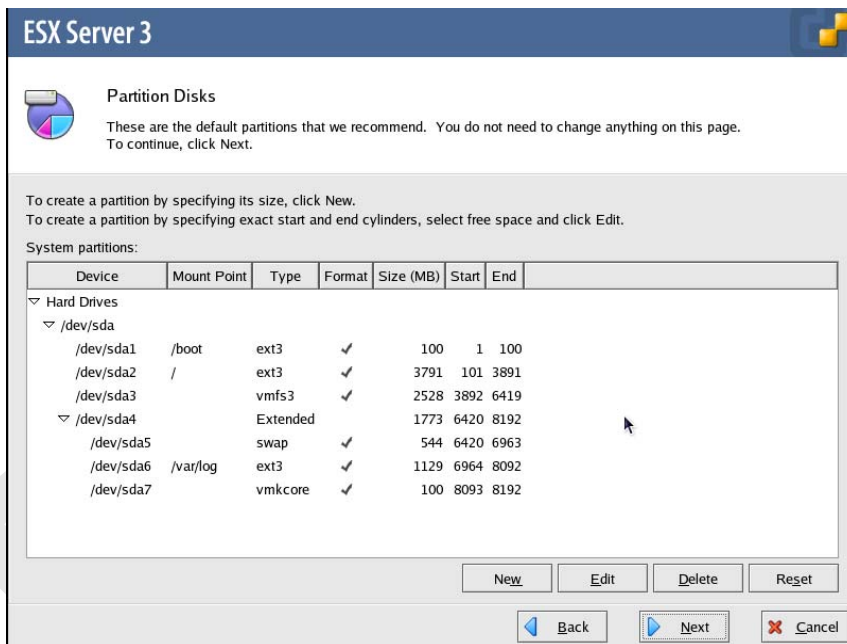 ESX Server 3
Partition Disks
These are the default partitions that we recommend. You do not need to change anything on this page.
To continue, click Next.
To create a partition by specifying its size, click New.
To create a partition by specifying exact start and end cylinders, select free space and click Edit.
System partitions:
Device Mount Point Type Format Size (MB) Start End
Hard Drives
/dev/sda
/dev/sda1 /boot ext3 ✓ 100 1 100
/dev/sda2 / ext3 ✓ 3791 101 3891
/dev/sda3 vmfs3 ✓ 2528 3892 6419
/dev/sda4 Extended 1773 6420 8192
/dev/sda5 swap ✓ 544 6420 6963
/dev/sda6 /var/log ext3 ✓ 1129 6964 8092
/dev/sda7 vmkcore ✓ 100 8093 8192
New Edit Delete Reset
Back Next Cancel